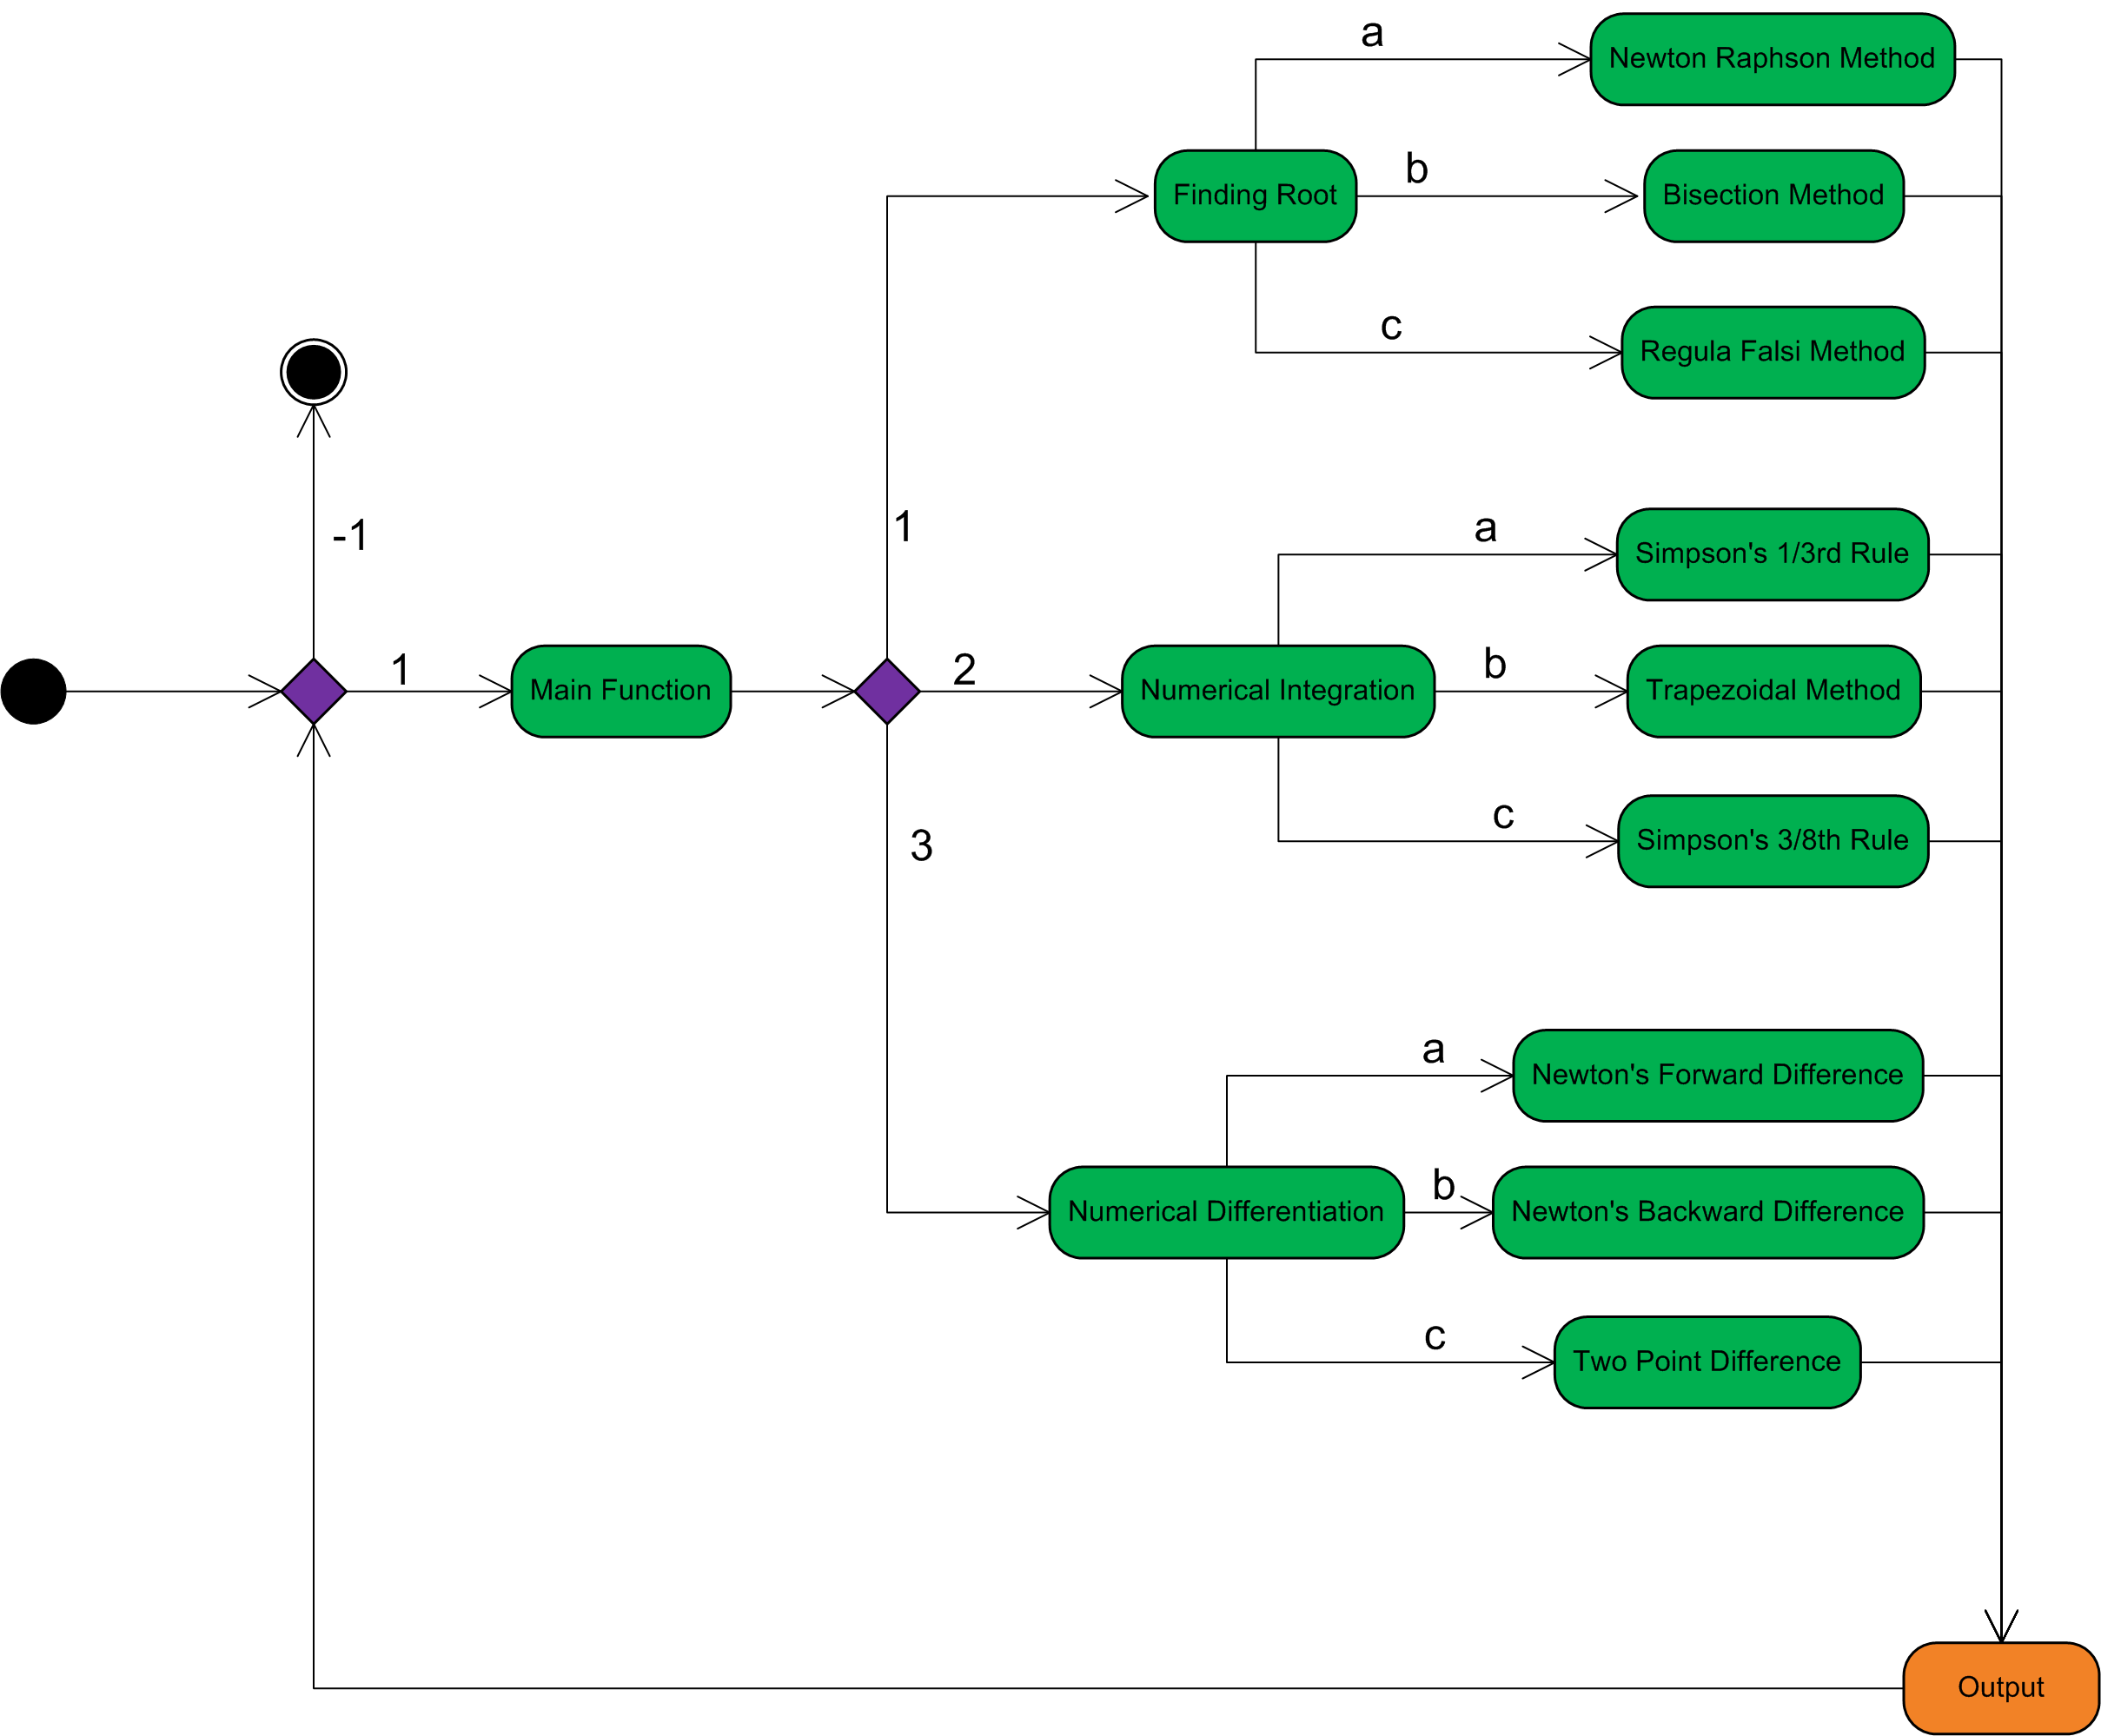 a
Newton Raphson Method
b
Finding Root
Bisection Method
c
Regula Falsi Method
-1
1
a
Simpson's 1/3rd Rule
1
Main Function
2
Numerical Integration
b
Trapezoidal Method
3
c
Simpson's 3/8th Rule
a
Newton's Forward Difference
Numerical Differentiation
b
Newton's Backward Difference
c
Two Point Difference
Output